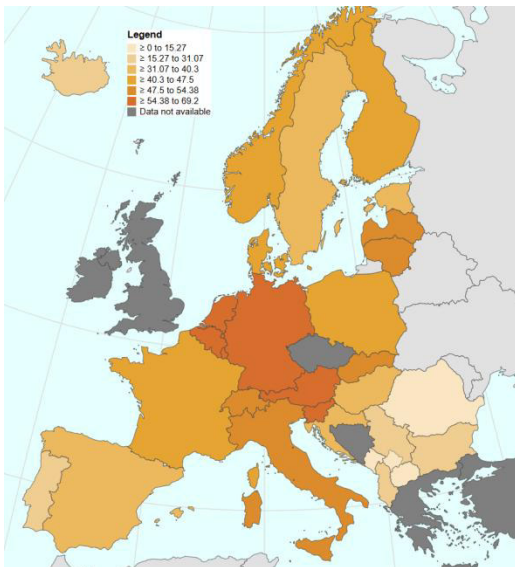 Legend
≥ 0 to 15.27
≥ 15.27 to 31.07
≥ 31.07 to 40.3
≥ 40.3 to 47.5
≥ 47.5 to 54.38
≥ 54.38 to 69.2
Data not available